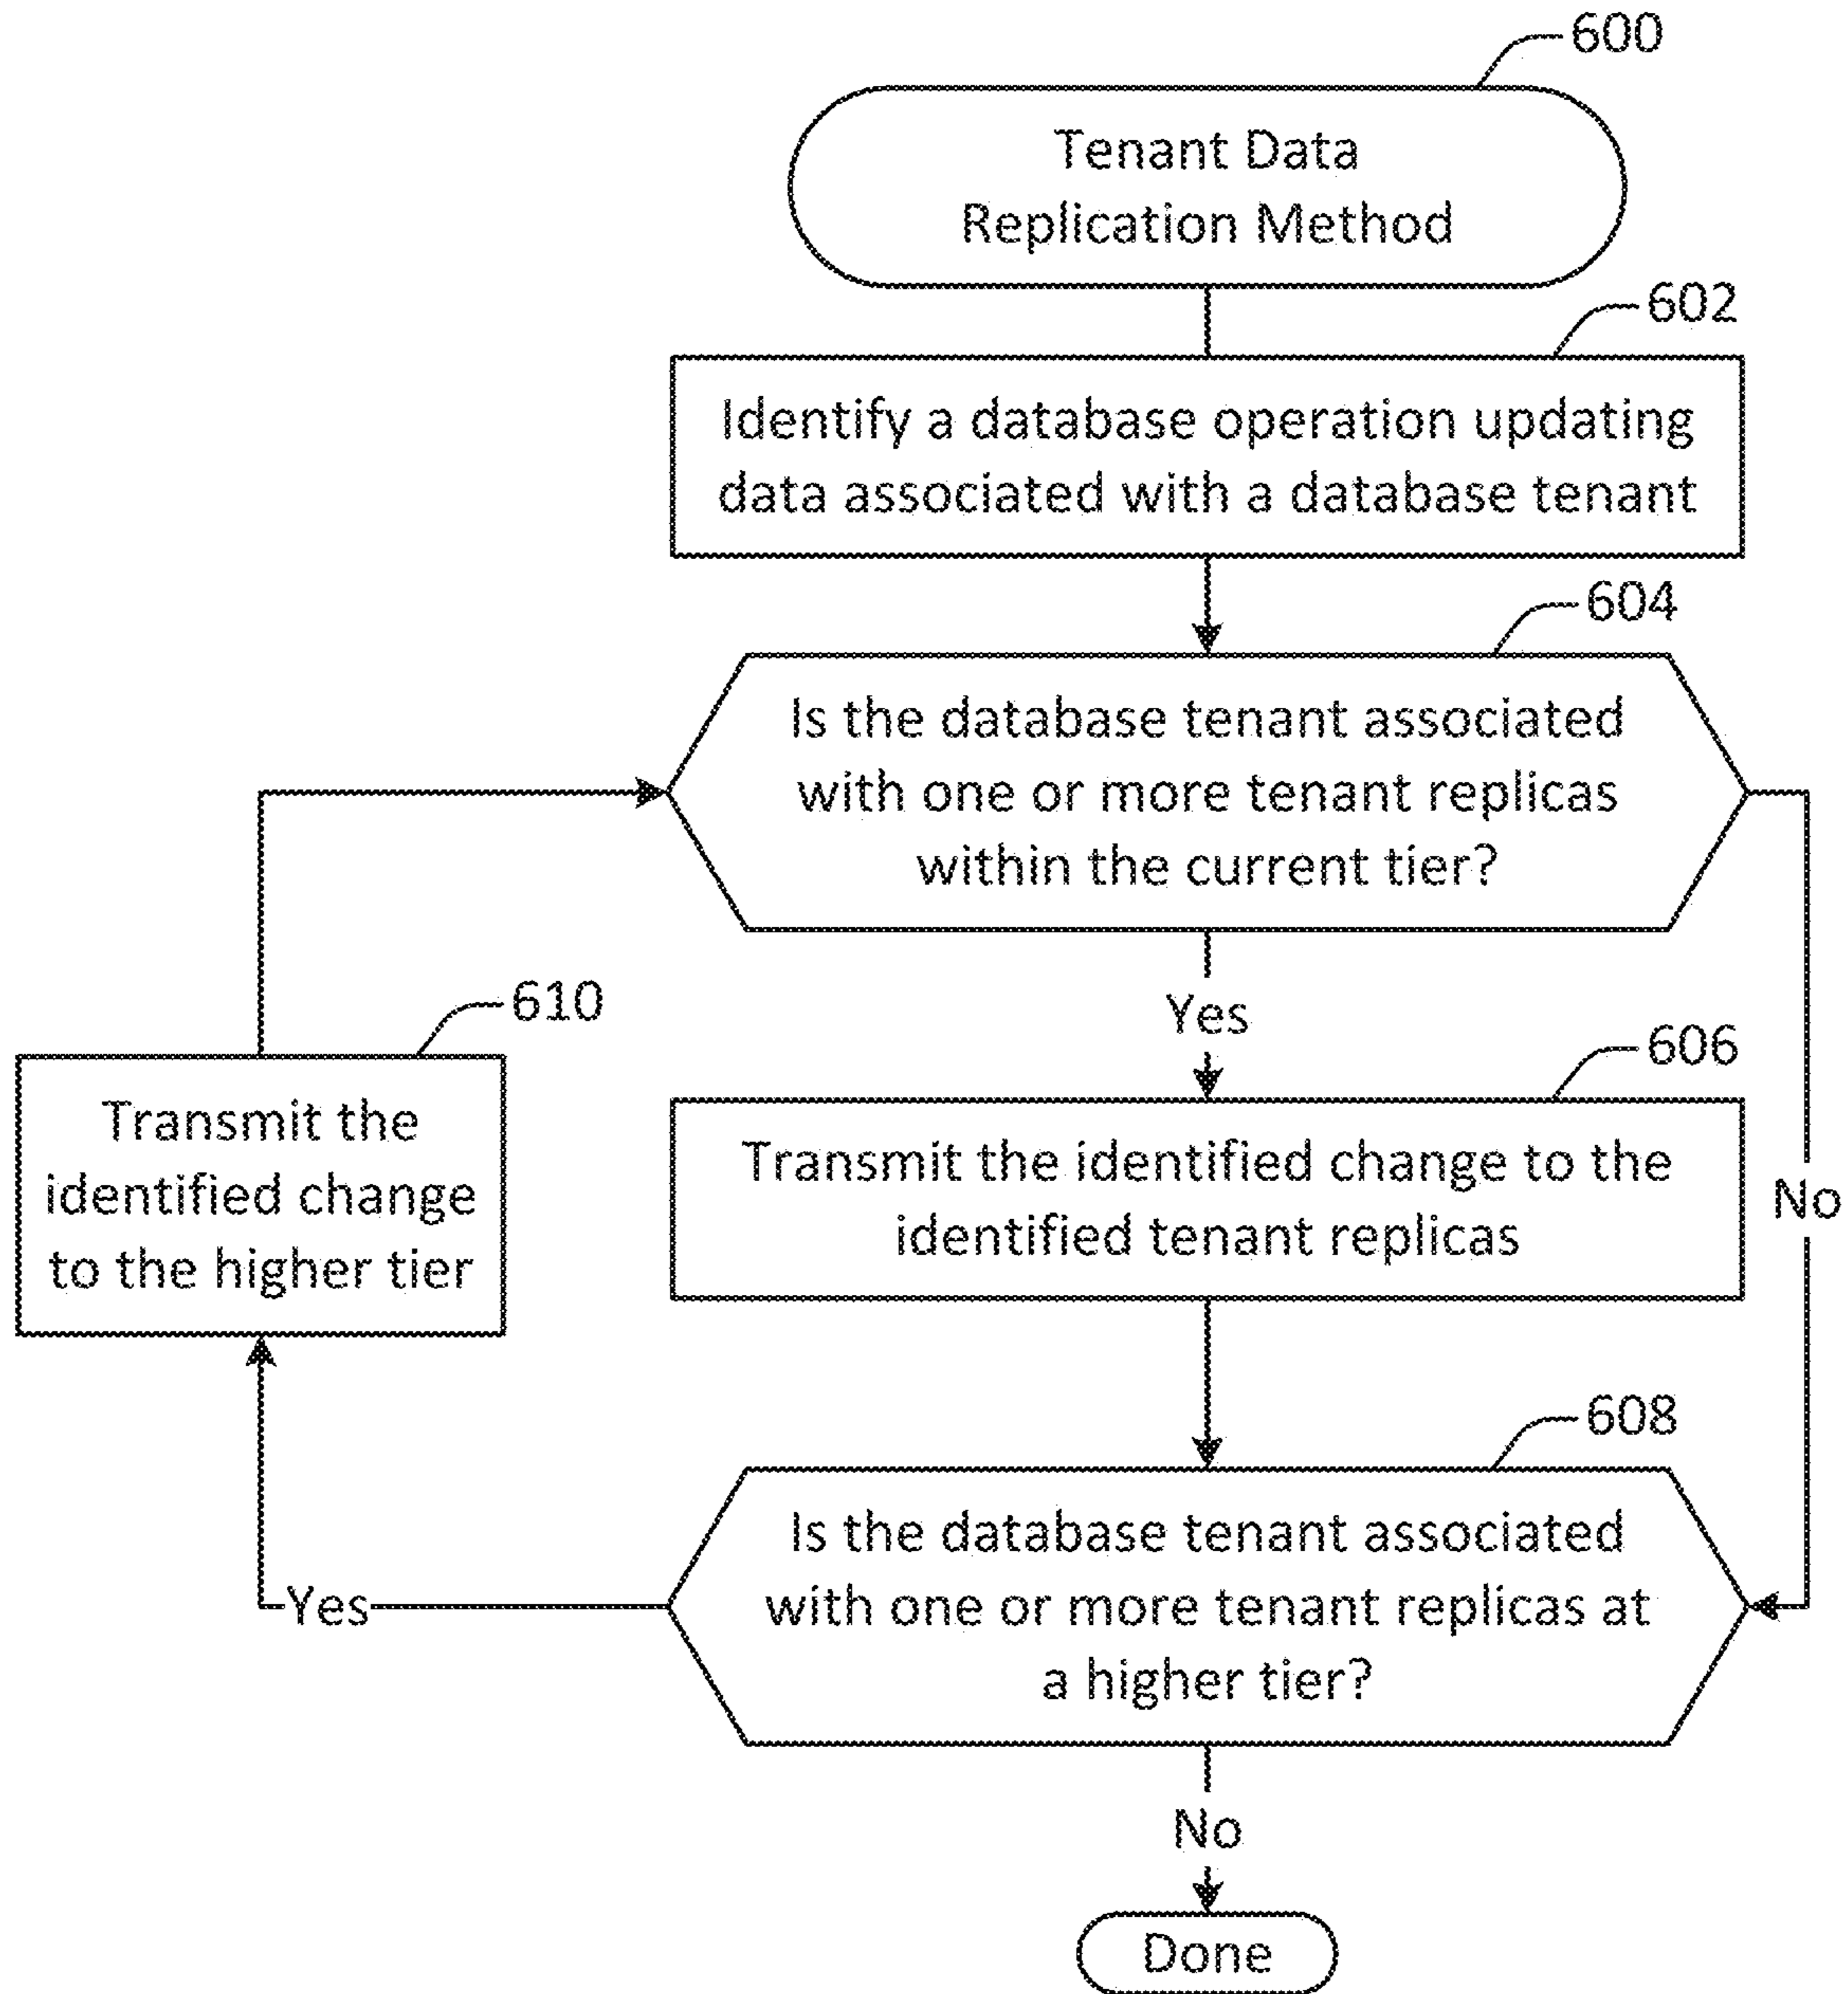 600
Tenant Data
Replication Method
602
Identify a database operation updating
data associated with a database tenant
604
Is the database tenant associated
with one or more tenant replicas
within the current tier?
610
Yes
606
Transmit the
identified change
to the higher tier
Transmit the identified change to the
identified tenant replicas
No
608
Is the database tenant associated
with one or more tenant replicas at
a higher tier?
Yes
No
Done